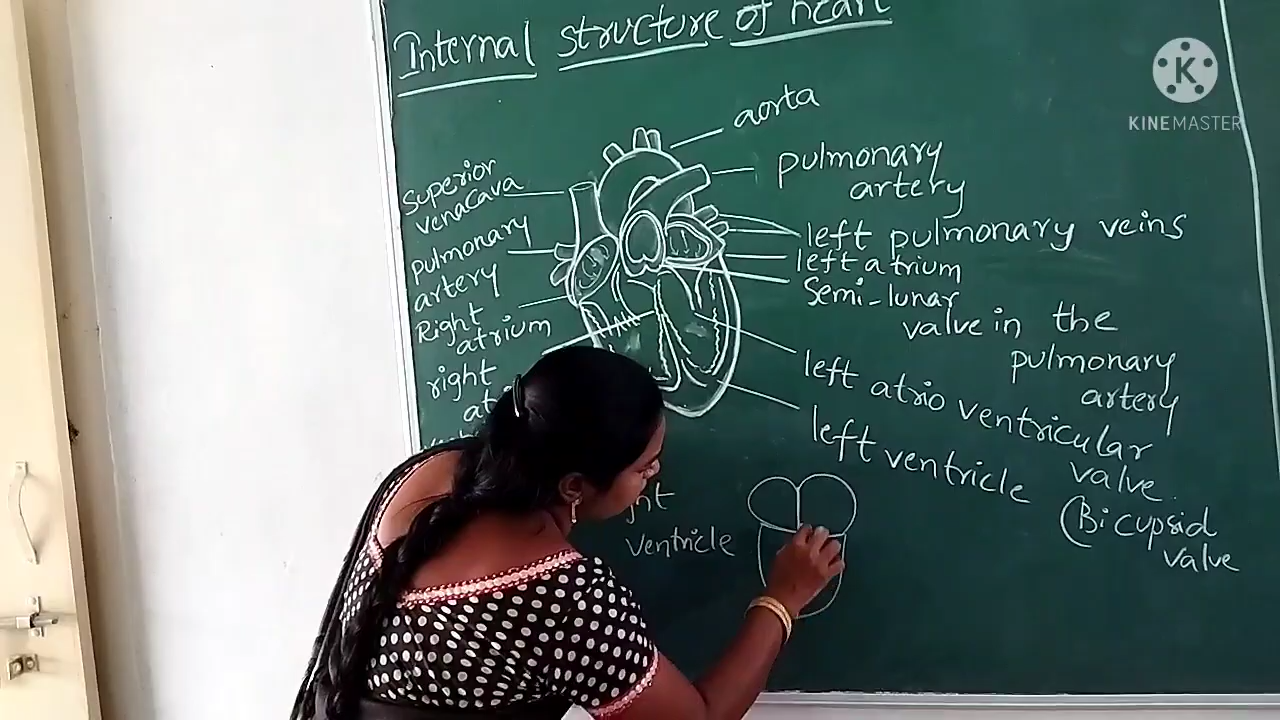 Internal structure of heart
KINEMASTER
aorta
pulmonary
artery
Superior
venacava
left pulmonary veins
pulmonary
artery
left atrium
Semi-lunar
valve in the
pulmonary
artery
Right
atrium
right
left atrio ventricular
valve
(Bicupsid
valve
left ventricle
ventricle